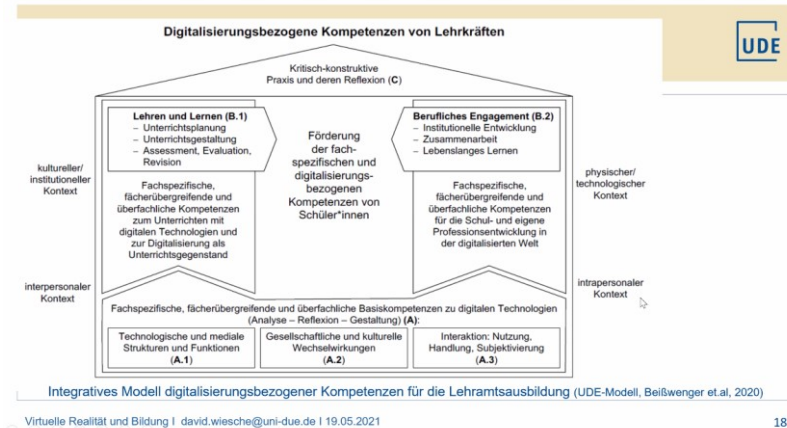 Digitalisierungsbezogene Kompetenzen von Lehrkräften
UDE
Kritisch-konstruktive
Praxis und deren Reflexion (C)
Lehren und Lernen (B.1)
– Unterrichtsplanung
– Unterrichtsgestaltung
– Assessment, Evaluation,
Revision
Förderung
der fach-
spezifischen und
digitalisierungs-
bezogenen
Kompetenzen von
Schüler*innen
Berufliches Engagement (B.2)
– Institutionelle Entwicklung
– Zusammenarbeit
– Lebenslanges Lernen
kultureller/
institutioneller
Kontext
physischer/
technologischer
Kontext
Fachspezifische,
fächerübergreifende und
überfachliche Kompetenzen
zum Unterrichten mit
digitalen Technologien und
zur Digitalisierung als
Unterrichtsgegenstand
Fachspezifische,
fächerübergreifende und
überfachliche Kompetenzen
für die Schul- und eigene
Professionsentwicklung in
der digitalisierten Welt
interpersonaler
Kontext
intrapersonaler
Kontext
Fachspezifische, fächerübergreifende und überfachliche Basiskompetenzen zu digitalen Technologien
(Analyse – Reflexion – Gestaltung) (A):
Technologische und mediale
Strukturen und Funktionen
(A.1)
Gesellschaftliche und kulturelle
Wechselwirkungen
(A.2)
Interaktion: Nutzung,
Handlung, Subjektivierung
(A.3)
Integratives Modell digitalisierungsbezogener Kompetenzen für die Lehramtsausbildung (UDE-Modell, Beißwenger et.al, 2020)
Virtuelle Realität und Bildung I david.wiesche@uni-due.de I 19.05.2021
18